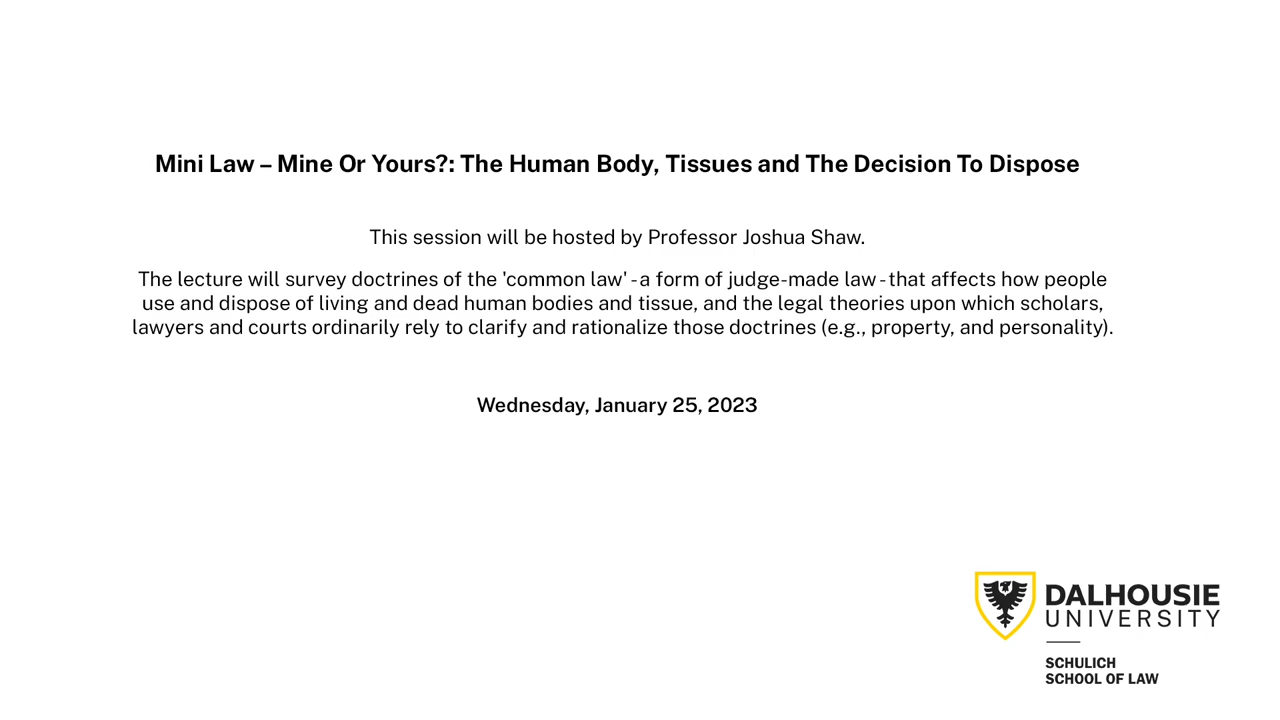 Mini Law – Mine Or Yours?: The Human Body, Tissues and The Decision To Dispose
This session will be hosted by Professor Joshua Shaw.
The lecture will survey doctrines of the 'common law' - a form of judge-made law - that affects how people
use and dispose of living and dead human bodies and tissue, and the legal theories upon which scholars,
lawyers and courts ordinarily rely to clarify and rationalize those doctrines (e.g., property, and personality).
Wednesday, January 25, 2023
DALHOUSIE
UNIVERSITY
SCHULICH
SCHOOL OF LAW